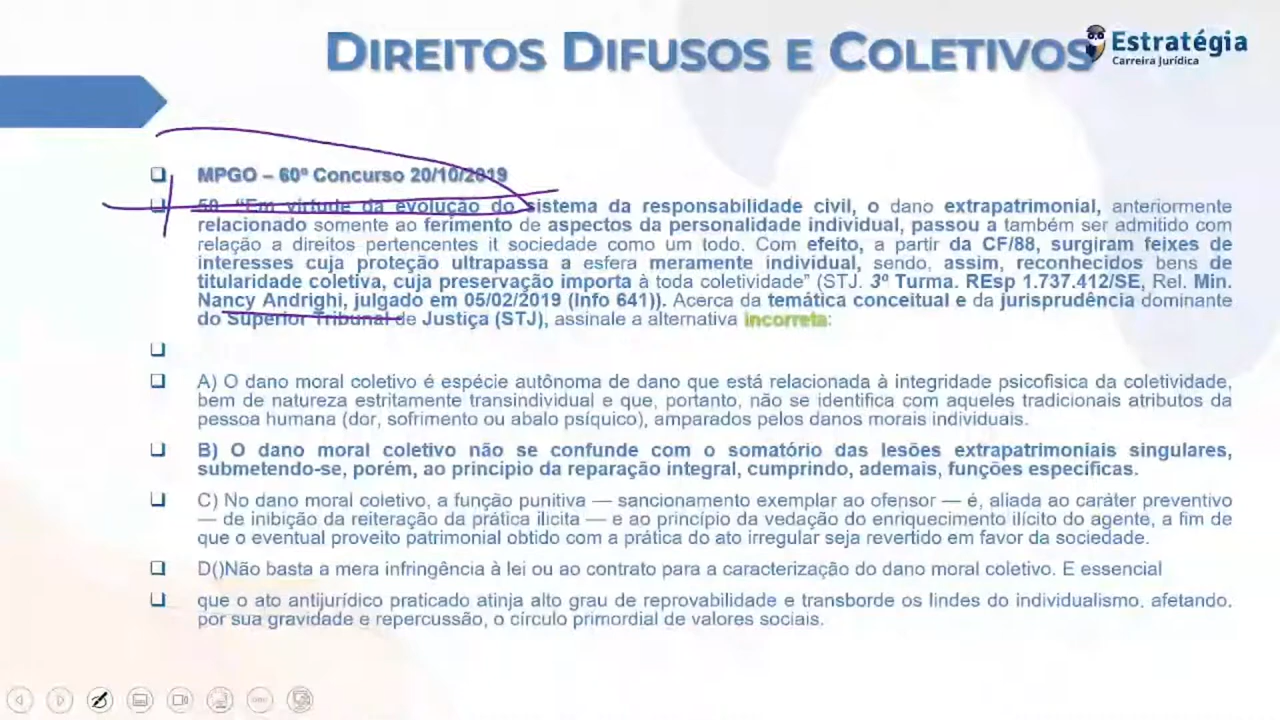 DIREITOS DIFUSOS E COLETIVOS
Estratégia
Carreira Jurídica
MPGO – 60º Concurso 20/10/2019
59. “Em virtude da evolução do sistema da responsabilidade civil, o dano extrapatrimonial, anteriormente
relacionado somente ao ferimento de aspectos da personalidade individual, passou a também ser admitido com
relação a direitos pertencentes it sociedade como um todo. Com efeito, a partir da CF/88, surgiram feixes de
interesses cuja proteção ultrapassa a esfera meramente individual, sendo, assim, reconhecidos bens de
titularidade coletiva, cuja preservação importa à toda coletividade” (STJ. 3º Turma. REsp 1.737.412/SE, Rel. Min.
Nancy Andrighi, julgado em 05/02/2019 (Info 641)). Acerca da temática conceitual e da jurisprudência dominante
do Superior Tribunal de Justiça (STJ), assinale a alternativa incorreta:
A) O dano moral coletivo é espécie autônoma de dano que está relacionada à integridade psicofisica da coletividade,
bem de natureza estritamente transindividual e que, portanto, não se identifica com aqueles tradicionais atributos da
pessoa humana (dor, sofrimento ou abalo psíquico), amparados pelos danos morais individuais.
B) O dano moral coletivo não se confunde com o somatório das lesões extrapatrimoniais singulares,
submetendo-se, porém, ao principio da reparação integral, cumprindo, ademais, funções especificas.
C) No dano moral coletivo, a função punitiva — sancionamento exemplar ao ofensor — é, aliada ao caráter preventivo
— de inibição da reiteração da prática ilicita — e ao princípio da vedação do enriquecimento ilícito do agente, a fim de
que o eventual proveito patrimonial obtido com a prática do ato irregular seja revertido em favor da sociedade.
D()Não basta a mera infringência à lei ou ao contrato para a caracterização do dano moral coletivo. E essencial
que o ato antijurídico praticado atinja alto grau de reprovabilidade e transborde os lindes do individualismo, afetando,
por sua gravidade e repercussão, o círculo primordial de valores sociais.